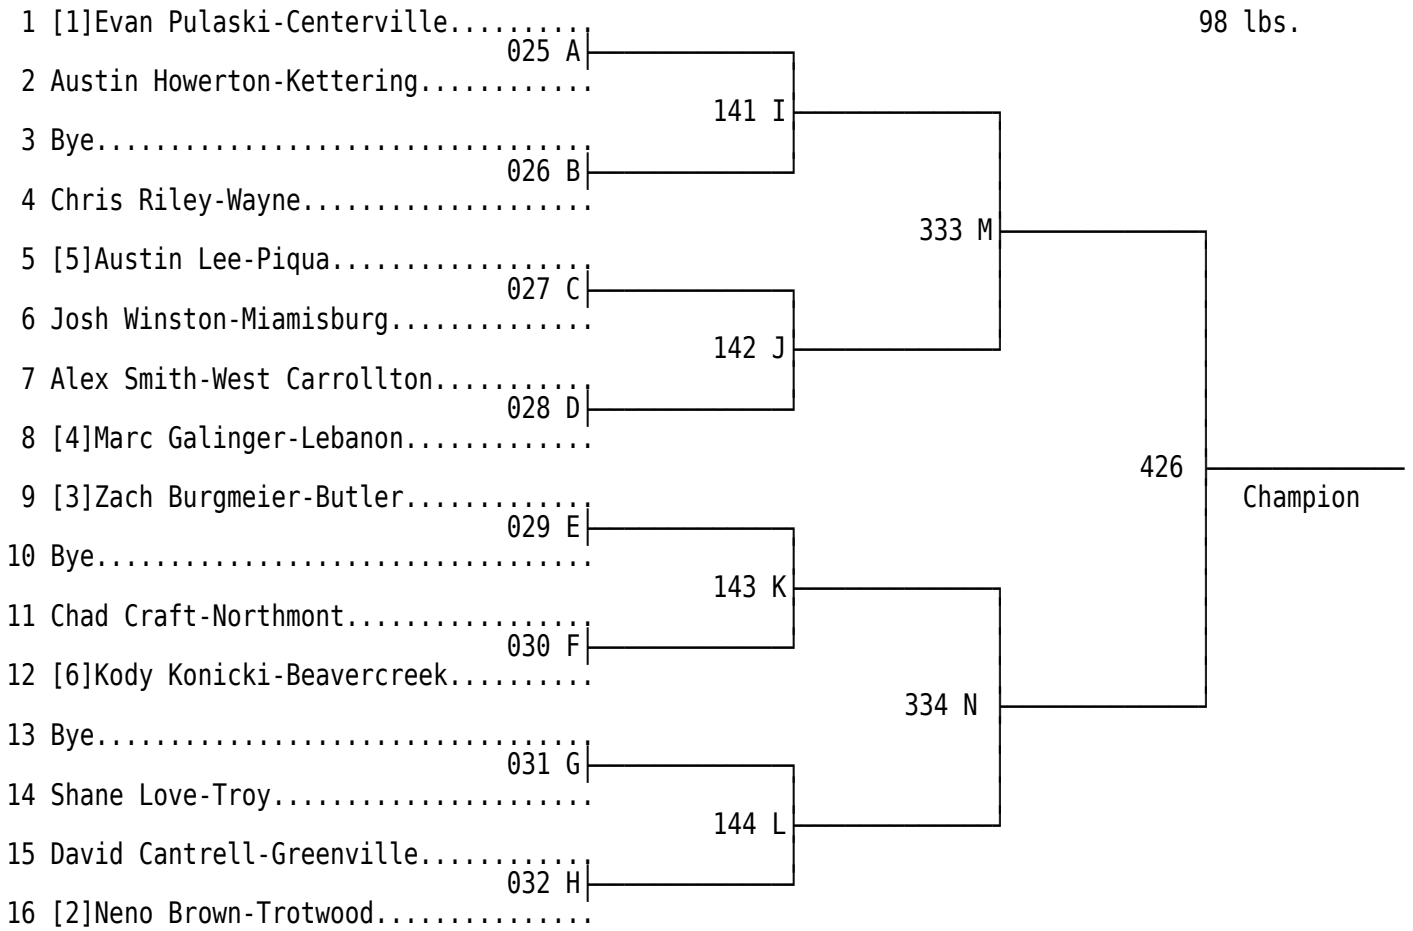 1 [1]Evan Pulaski-Centerville.......... 98 lbs.
025 A
2 Austin Howerton-Kettering............
141 I
3 Bye..................................
026 B
4 Chris Riley-Wayne....................
333 M
5 [5]Austin Lee-Piqua..................
027 C
6 Josh Winston-Miamisburg..............
142 J
7 Alex Smith-West Carrollton...........
028 D
8 [4]Marc Galinger-Lebanon.............
426
9 [3]Zach Burgmeier-Butler............. Champion
029 E
10 Bye..................................
143 K
11 Chad Craft-Northmont.................
030 F
12 [6]Kody Konicki-Beavercreek..........
334 N
13 Bye..................................
031 G
14 Shane Love-Troy......................
144 L
15 David Cantrell-Greenville............
032 H
16 [2]Neno Brown-Trotwood...............